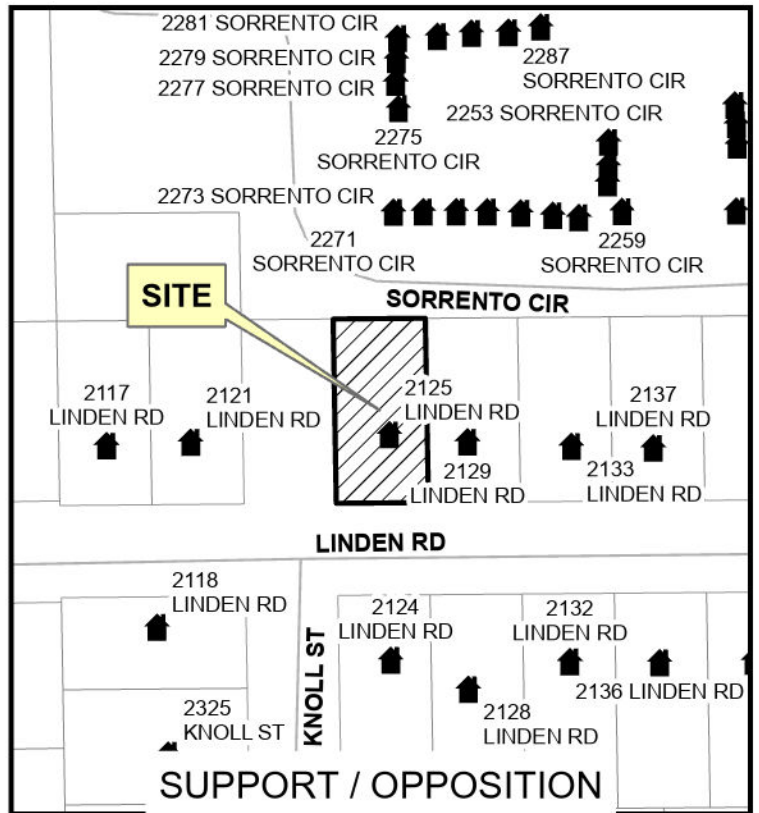 2281 SORRENTO CIR
2279 SORRENTO CIR
2277 SORRENTO CIR
2287
SORRENTO CIR
2275
SORRENTO CIR
2253 SORRENTO CIR
2273 SORRENTO CIR
2271
SORRENTO CIR
2259
SORRENTO CIR
SITE
SORRENTO CIR
2117
LINDEN RD
2121
LINDEN RD
2125
LINDEN RD
2129
LINDEN RD
2137
LINDEN RD
2133
LINDEN RD
LINDEN RD
2118
LINDEN RD
2325
KNOLL ST
KNOLL ST
2124
LINDEN RD
2128
LINDEN RD
2132
LINDEN RD
2136 LINDEN RD
SUPPORT / OPPOSITION